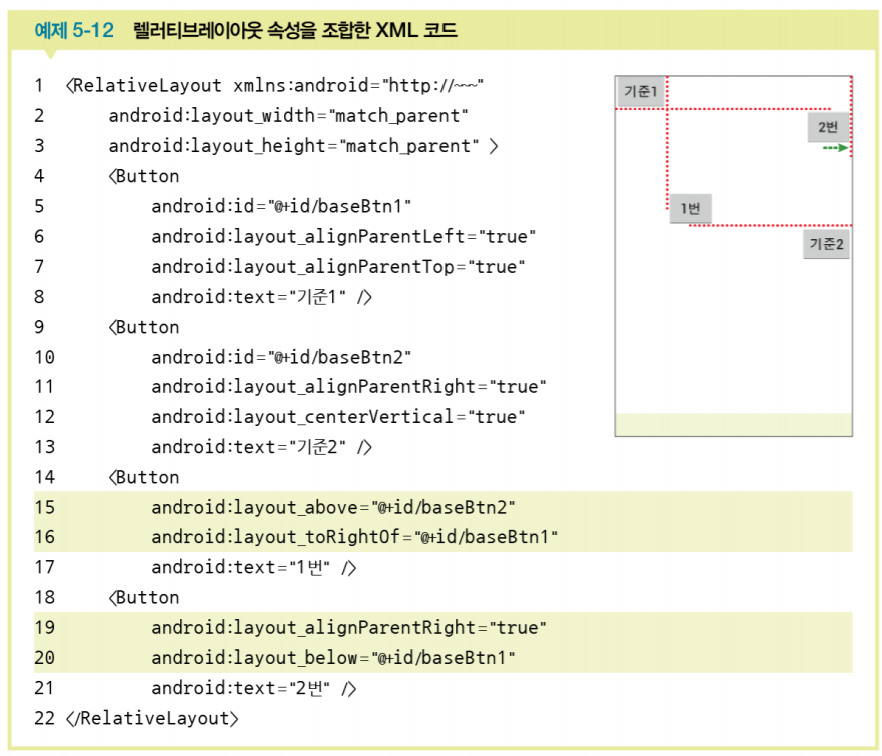 예제 5-12 렐러티브레이아웃 속성을 조합한 XML 코드
1 <RelativeLayout xmlns:android="http://~~~"
2 android:layout_width="match_parent"
3 android:layout_height="match_parent" >
4 <Button
5 android:id="@+id/baseBtn1"
6 android:layout_alignParentLeft="true"
7 android:layout_alignParentTop="true"
8 android:text="기준1" />
9 <Button
10 android:id="@+id/baseBtn2"
11 android:layout_alignParentRight="true"
12 android:layout_centerVertical="true"
13 android:text="기준2" />
14 <Button
15 android:layout_above="@+id/baseBtn2"
16 android:layout_toRightOf="@+id/baseBtn1"
17 android:text="1번" />
18 <Button
19 android:layout_alignParentRight="true"
20 android:layout_below="@+id/baseBtn1"
21 android:text="2번" />
22 </RelativeLayout>
기준1
2번
1번
기준2